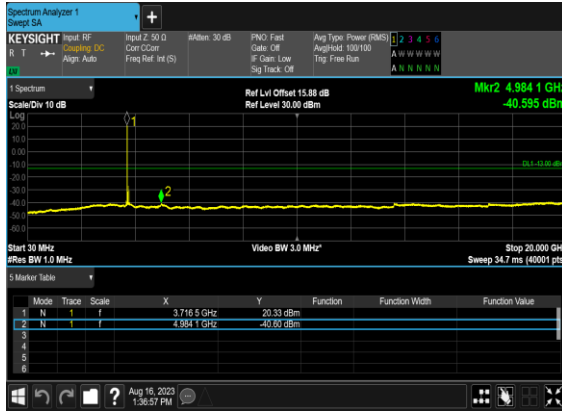 Spectrum Analyzer 1
Swept SA
+
KEYSIGHT Input: RF Input Z: 50 Ω #Atten: 30 dB PNO: Fast Avg Type: Power (RMS) 1 2 3 4 5 6
R T Coupling: DC Corr CCorr Gate: Off Avg|Hold: 100/100 A W W W W W
Align: Auto Freq Ref: Int (S) IF Gain: Low Trig: Free Run
Sig Track: Off A N N N N N
1 Spectrum Ref Lvl Offset 15.88 dB Mkr2 4.984 1 GHz
Scale/Div 10 dB Ref Level 30.00 dBm -40.595 dBm
Log
20.0
10.0
0.00
-10.0
-20.0
-30.0
-40.0
-50.0
-60.0
1
2
DL1 -13.00 dBm
Start 30 MHz Video BW 3.0 MHz* Stop 20.000 GHz
#Res BW 1.0 MHz Sweep 34.7 ms (40001 pts)
5 Marker Table
Mode Trace Scale X Y Function Function Width Function Value
1 N 1 f 3.716 5 GHz 20.33 dBm
2 N 1 f 4.984 1 GHz -40.60 dBm
3
4
5
6
? Aug 16, 2023
1:36:57 PM